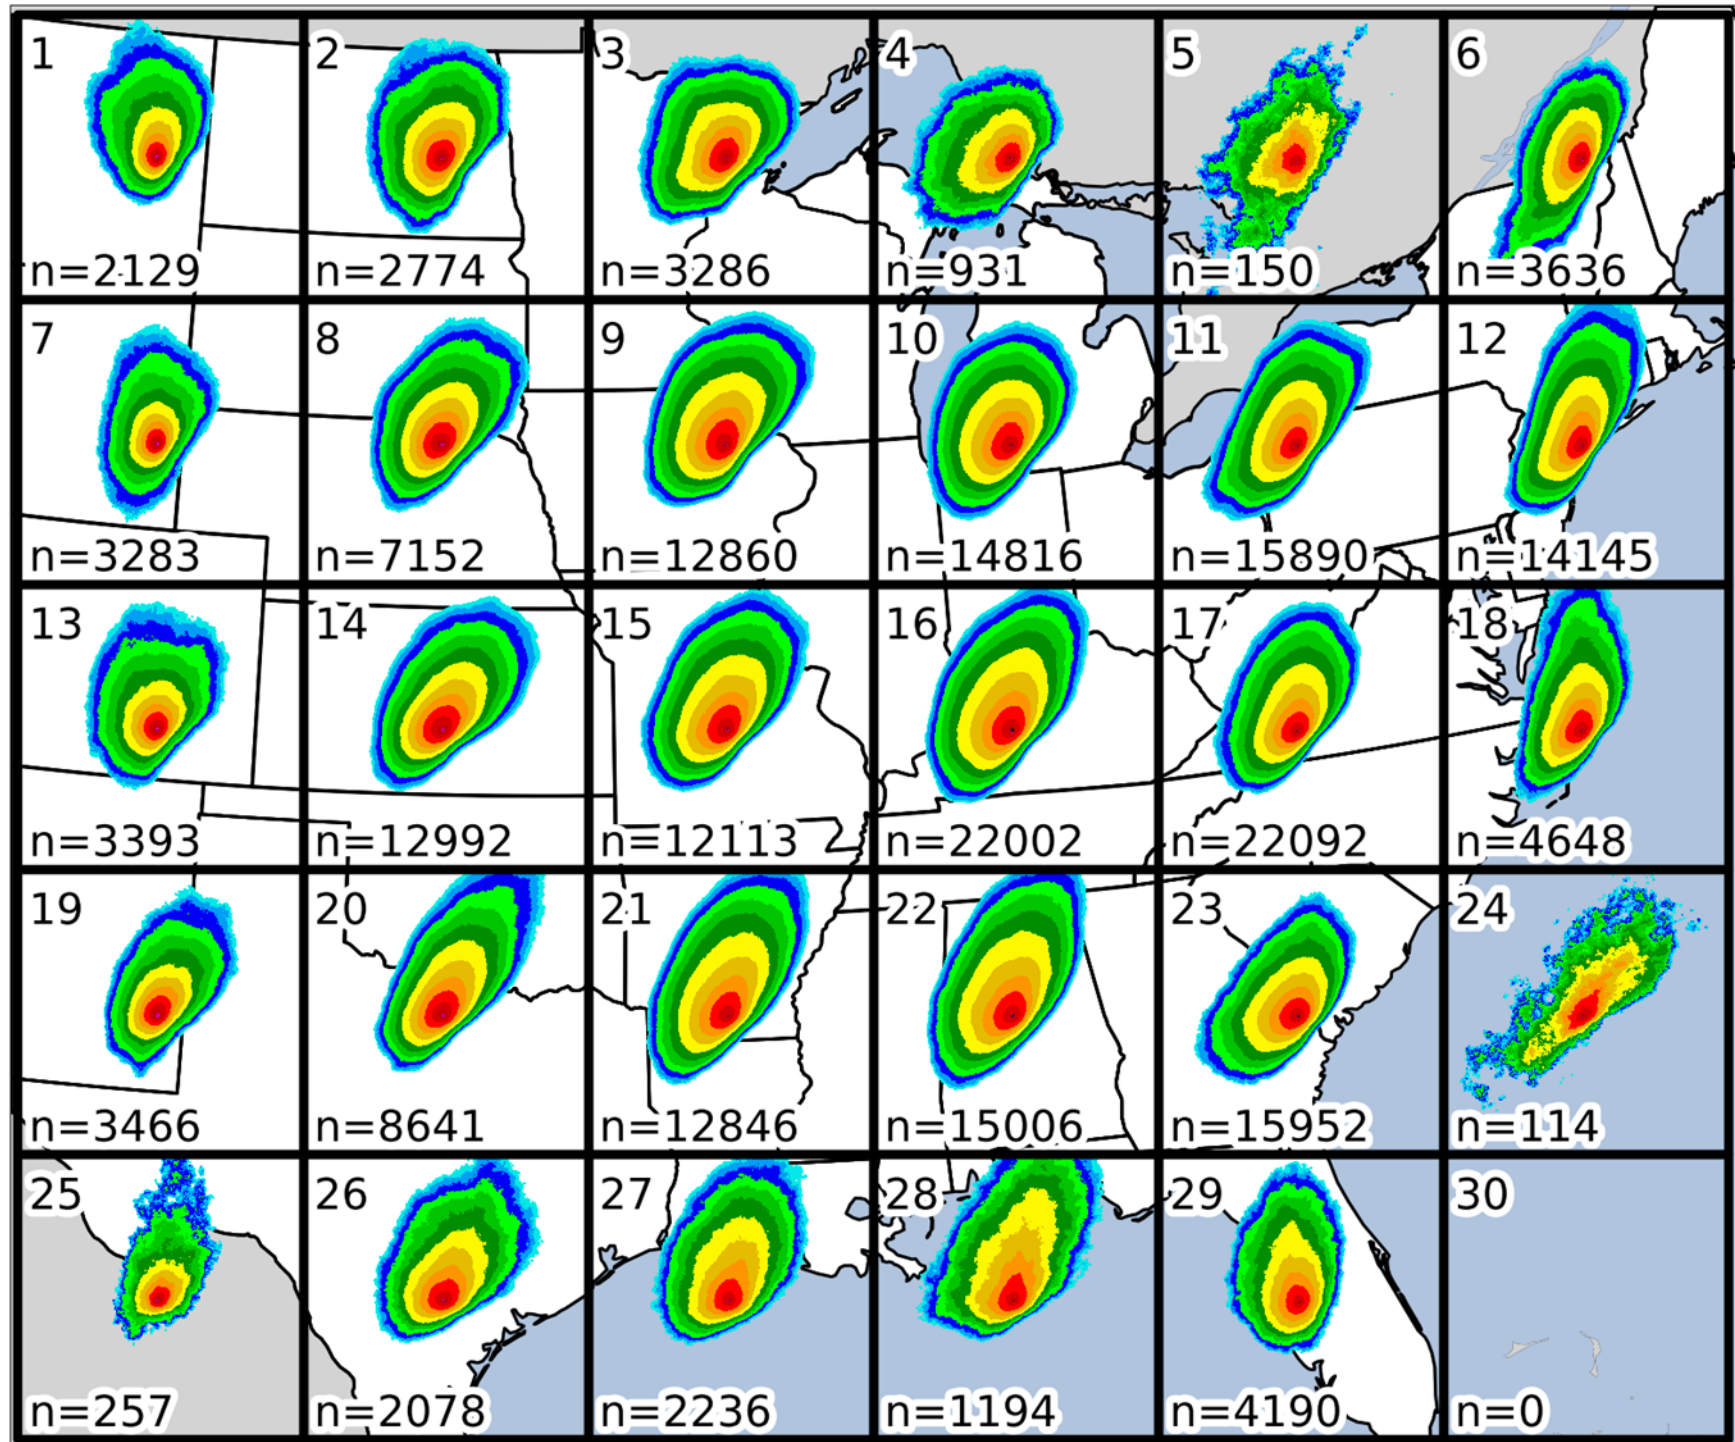 1 2 3 4 5 6
n=2129 n=2774 n=3286 n=931 n=150 n=3636
7 8 9 10 11 12
n=3283 n=7152 n=12860 n=14816 n=15890 n=14145
13 14 15 16 17 18
n=3393 n=12992 n=12113 n=22002 n=22092 n=4648
19 20 21 22 23 24
n=3466 n=8641 n=12846 n=15006 n=15952 n=114
25 26 27 28 29 30
n=257 n=2078 n=2236 n=1194 n=4190 n=0